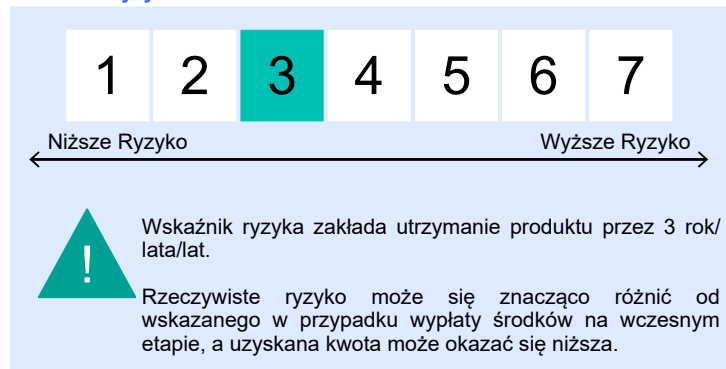 1 2 3 4 5 6 7
Niższe Ryzyko Wyższe Ryzyko
!
Wskaźnik ryzyka zakłada utrzymanie produktu przez 3 rok/
lata/lat.
Rzeczywiste ryzyko może się znacząco różnić od
wskazanego w przypadku wypłaty środków na wczesnym
etapie, a uzyskana kwota może okazać się niższa.